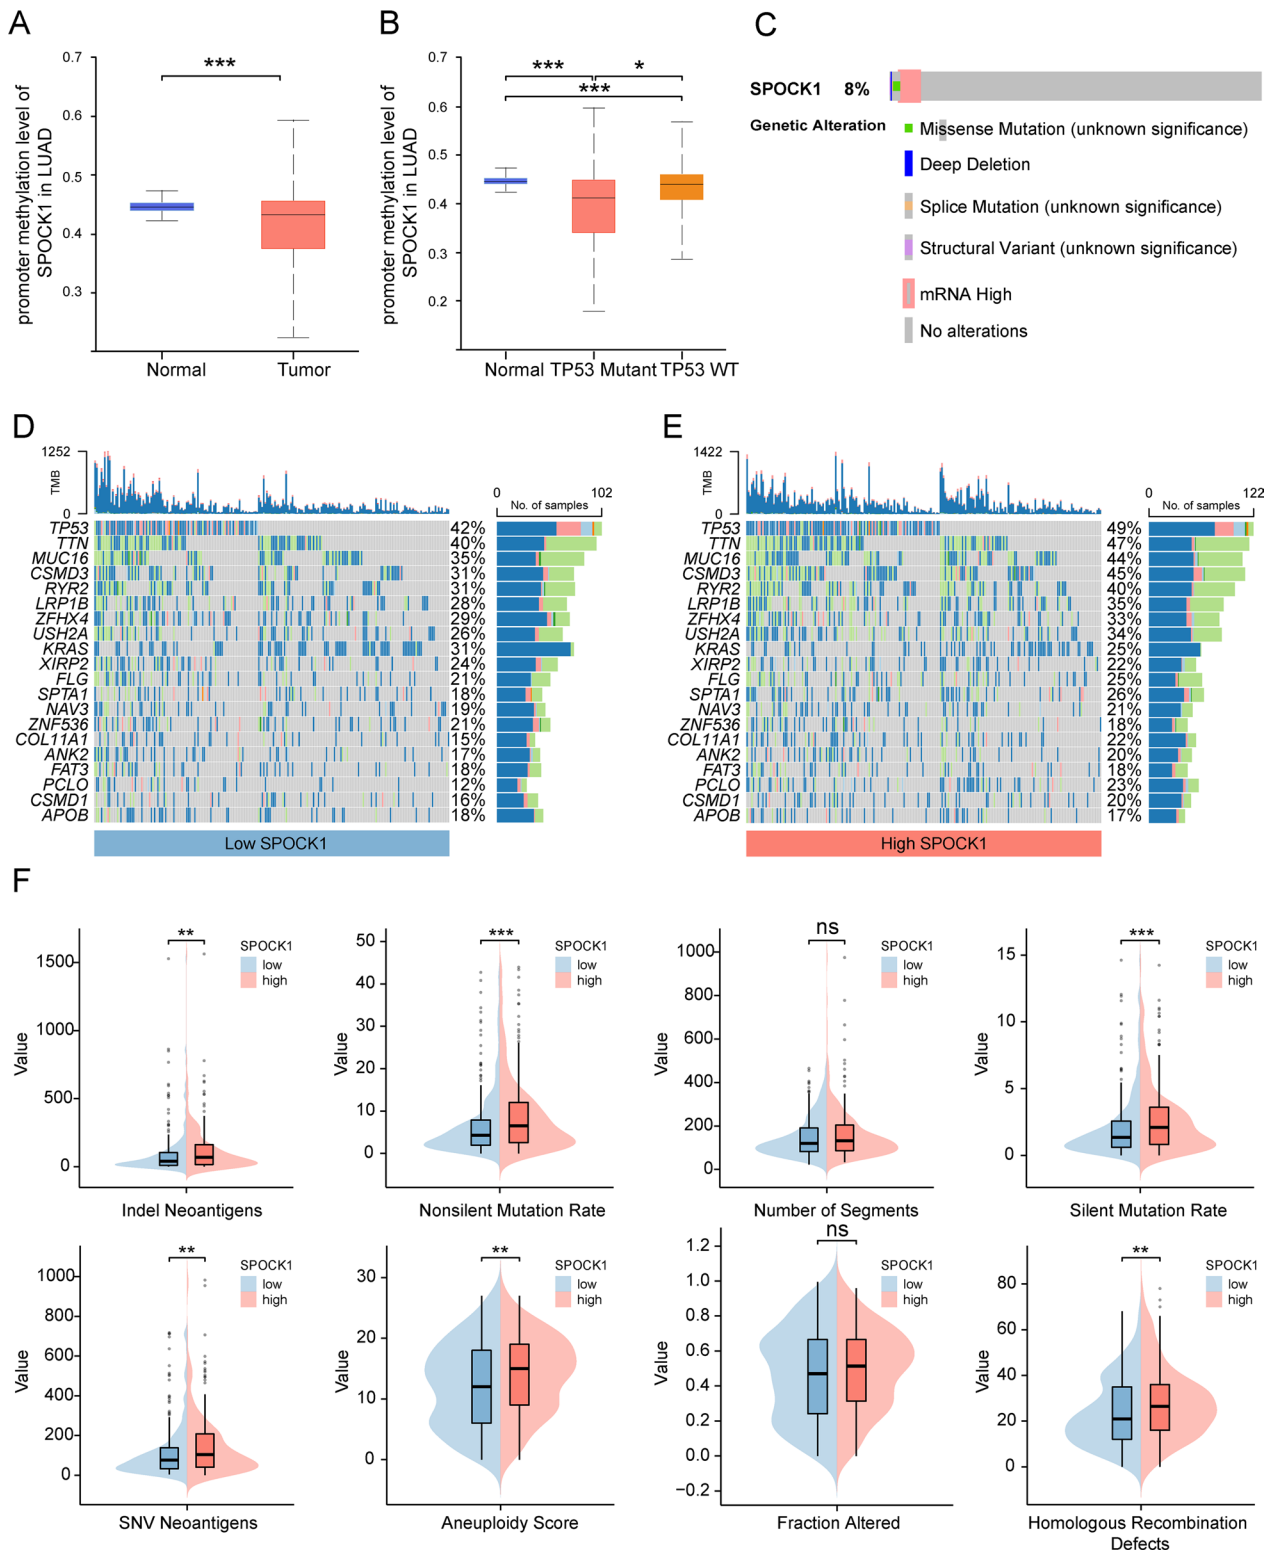 A
0.7
0.6
0.5
0.4
0.3
promoter methylation level of
SPOCK1 in LUAD
***
Normal
Tumor
B
0.7
0.6
0.5
0.4
0.3
0.2
promoter methylation level of
SPOCK1 in LUAD
***
*
***
Normal TP53 Mutant TP53 WT
C
SPOCK1 8%
Genetic Alteration
Missense Mutation (unknown significance)
Deep Deletion
Splice Mutation (unknown significance)
Structural Variant (unknown significance)
mRNA High
No alterations
D
1252
TMB
0
0 102
No. of samples
TP53 42%
TTN 40%
MUC16 35%
CSMD3 31%
RYR2 31%
LRP1B 28%
ZFHX4 29%
USH2A 26%
KRAS 31%
XIRP2 24%
FLG 21%
SPTA1 18%
NAV3 19%
ZNF536 21%
COL11A1 15%
ANK2 17%
FAT3 18%
PCLO 12%
CSMD1 16%
APOB 18%
Low SPOCK1
E
1422
TMB
0
0 122
No. of samples
TP53 49%
TTN 47%
MUC16 44%
CSMD3 45%
RYR2 40%
LRP1B 35%
ZFHX4 33%
USH2A 34%
KRAS 25%
XIRP2 22%
FLG 25%
SPTA1 26%
NAV3 21%
ZNF536 18%
COL11A1 22%
ANK2 20%
FAT3 18%
PCLO 23%
CSMD1 20%
APOB 17%
High SPOCK1
F
1500
1000
500
0
Value
**
SPOCK1
low
high
Indel Neoantigens
50
40
30
20
10
0
Value
***
SPOCK1
low
high
Nonsilent Mutation Rate
1000
800
600
400
200
0
Value
ns
SPOCK1
low
high
Number of Segments
15
10
5
0
Value
***
SPOCK1
low
high
Silent Mutation Rate
1000
800
600
400
200
0
Value
**
SPOCK1
low
high
SNV Neoantigens
30
20
10
0
Value
**
SPOCK1
low
high
Aneuploidy Score
1.2
1.0
0.8
0.6
0.4
0.2
0.0
−0.2
Value
ns
SPOCK1
low
high
Fraction Altered
80
60
40
20
0
Value
**
SPOCK1
low
high
Homologous Recombination
Defects